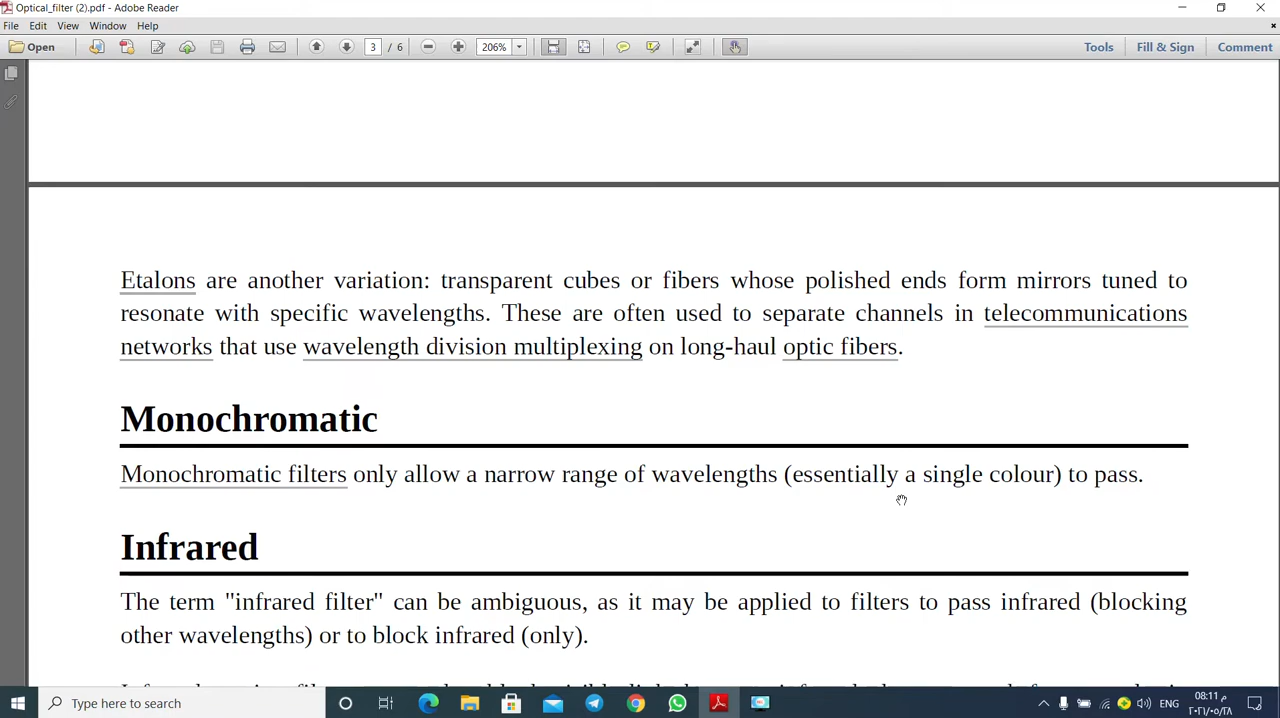 Optical_filter (2).pdf - Adobe Reader
File Edit View Window Help
Open 3 / 6 206% Tools Fill & Sign Comment
Etalons are another variation: transparent cubes or fibers whose polished ends form mirrors tuned to
resonate with specific wavelengths. These are often used to separate channels in telecommunications
networks that use wavelength division multiplexing on long-haul optic fibers.
Monochromatic
Monochromatic filters only allow a narrow range of wavelengths (essentially a single colour) to pass.
Infrared
The term "infrared filter" can be ambiguous, as it may be applied to filters to pass infrared (blocking
other wavelengths) or to block infrared (only).
Type here to search
ENG
08:11 م
٢٠٢١/٠٥/٢٨